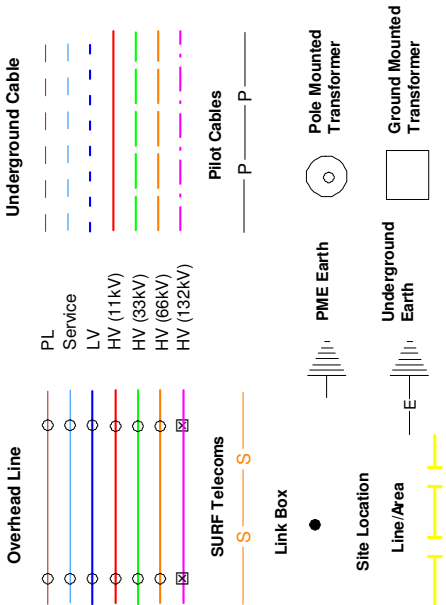 Overhead Line
Underground Cable
PL
Service
LV
HV (11kV)
HV (33kV)
HV (66kV)
HV (132kV)
SURF Telecoms
S
S
Pilot Cables
P
P
Link Box
PME Earth
Pole Mounted
Transformer
Site Location
Line/Area
Underground
Earth
E
Ground Mounted
Transformer